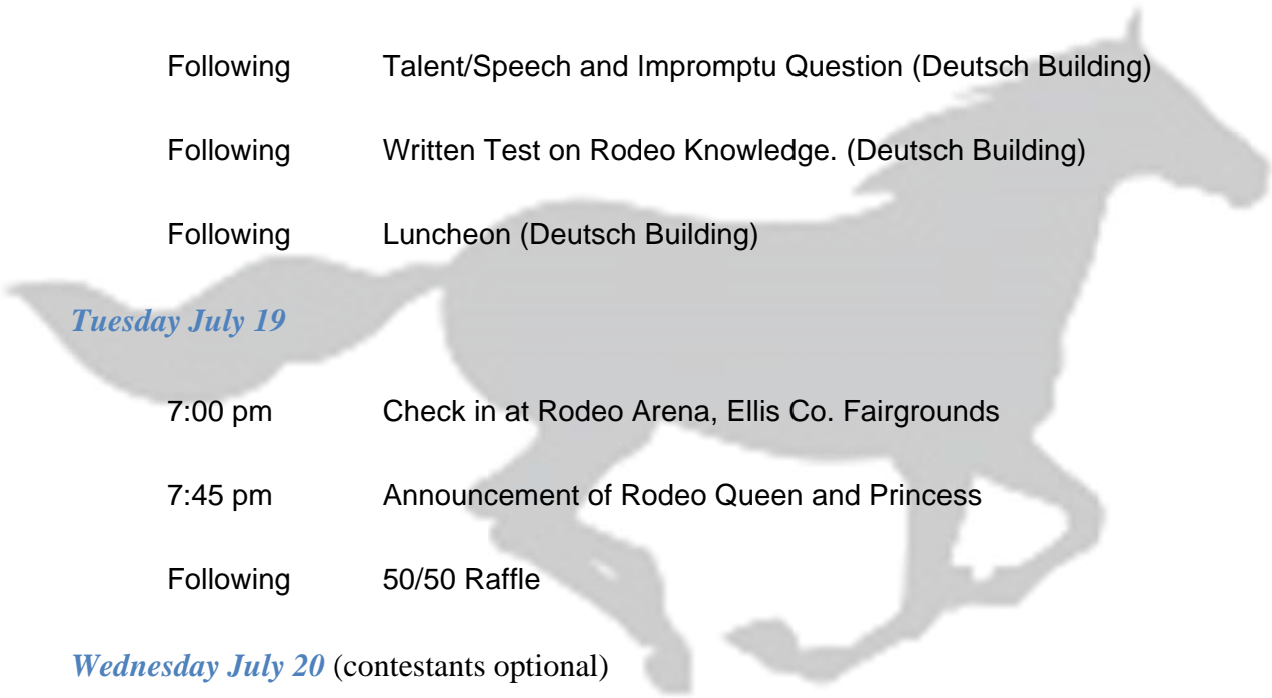 Following Talent/Speech and Impromptu Question (Deutsch Building)
Following Written Test on Rodeo Knowledge. (Deutsch Building)
Following Luncheon (Deutsch Building)
Tuesday July 19
7:00 pm Check in at Rodeo Arena, Ellis Co. Fairgrounds
7:45 pm Announcement of Rodeo Queen and Princess
Following 50/50 Raffle
Wednesday July 20 (contestants optional)